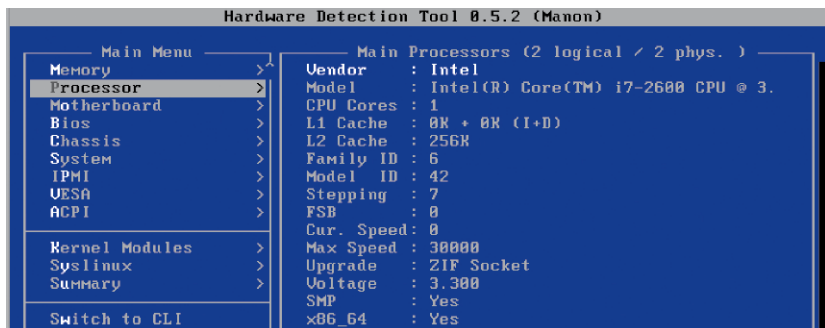 Hardware Detection Tool 0.5.2 (Manon)
Main Menu
Memory >
Processor >
Motherboard >
Bios >
Chassis >
System >
IPMI >
VESA >
ACPI >
Kernel Modules >
Syslinux >
Summary >
Switch to CLI
Main Processors (2 logical / 2 phys. )
Vendor : Intel
Model : Intel(R) Core(TM) i7-2600 CPU @ 3.
CPU Cores : 1
L1 Cache : 0K + 0K (I+D)
L2 Cache : 256K
Family ID : 6
Model ID : 42
Stepping : 7
FSB : 0
Cur. Speed: 0
Max Speed : 30000
Upgrade : ZIF Socket
Voltage : 3.300
SMP : Yes
x86_64 : Yes